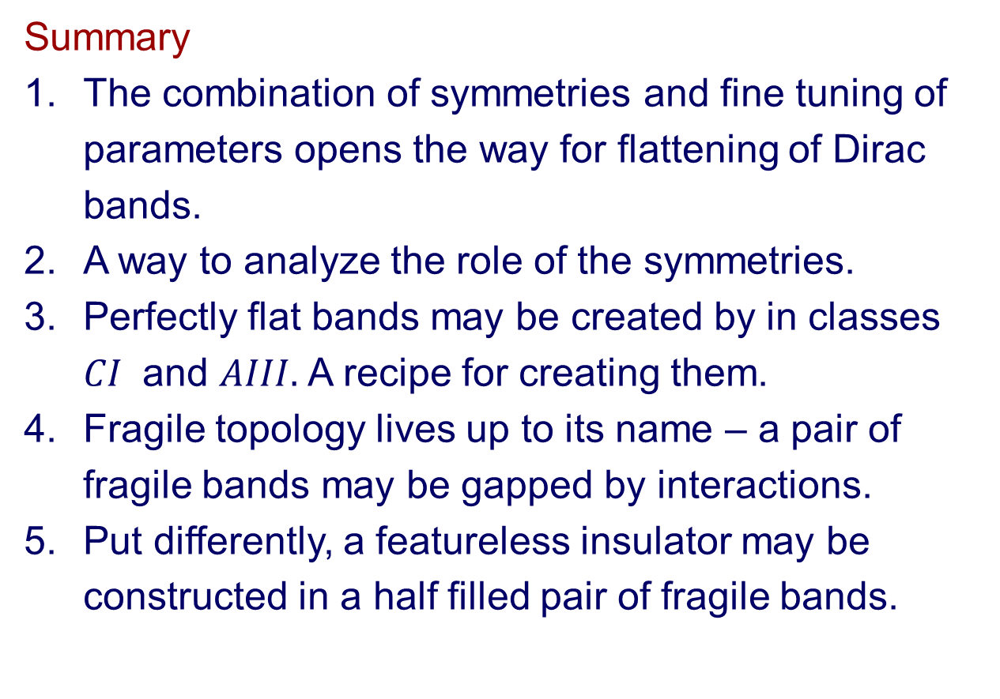 Summary
1. The combination of symmetries and fine tuning of
parameters opens the way for flattening of Dirac
bands.
2. A way to analyze the role of the symmetries.
3. Perfectly flat bands may be created by in classes
𝐶𝐼 and 𝐴𝐼𝐼𝐼. A recipe for creating them.
4. Fragile topology lives up to its name – a pair of
fragile bands may be gapped by interactions.
5. Put differently, a featureless insulator may be
constructed in a half filled pair of fragile bands.